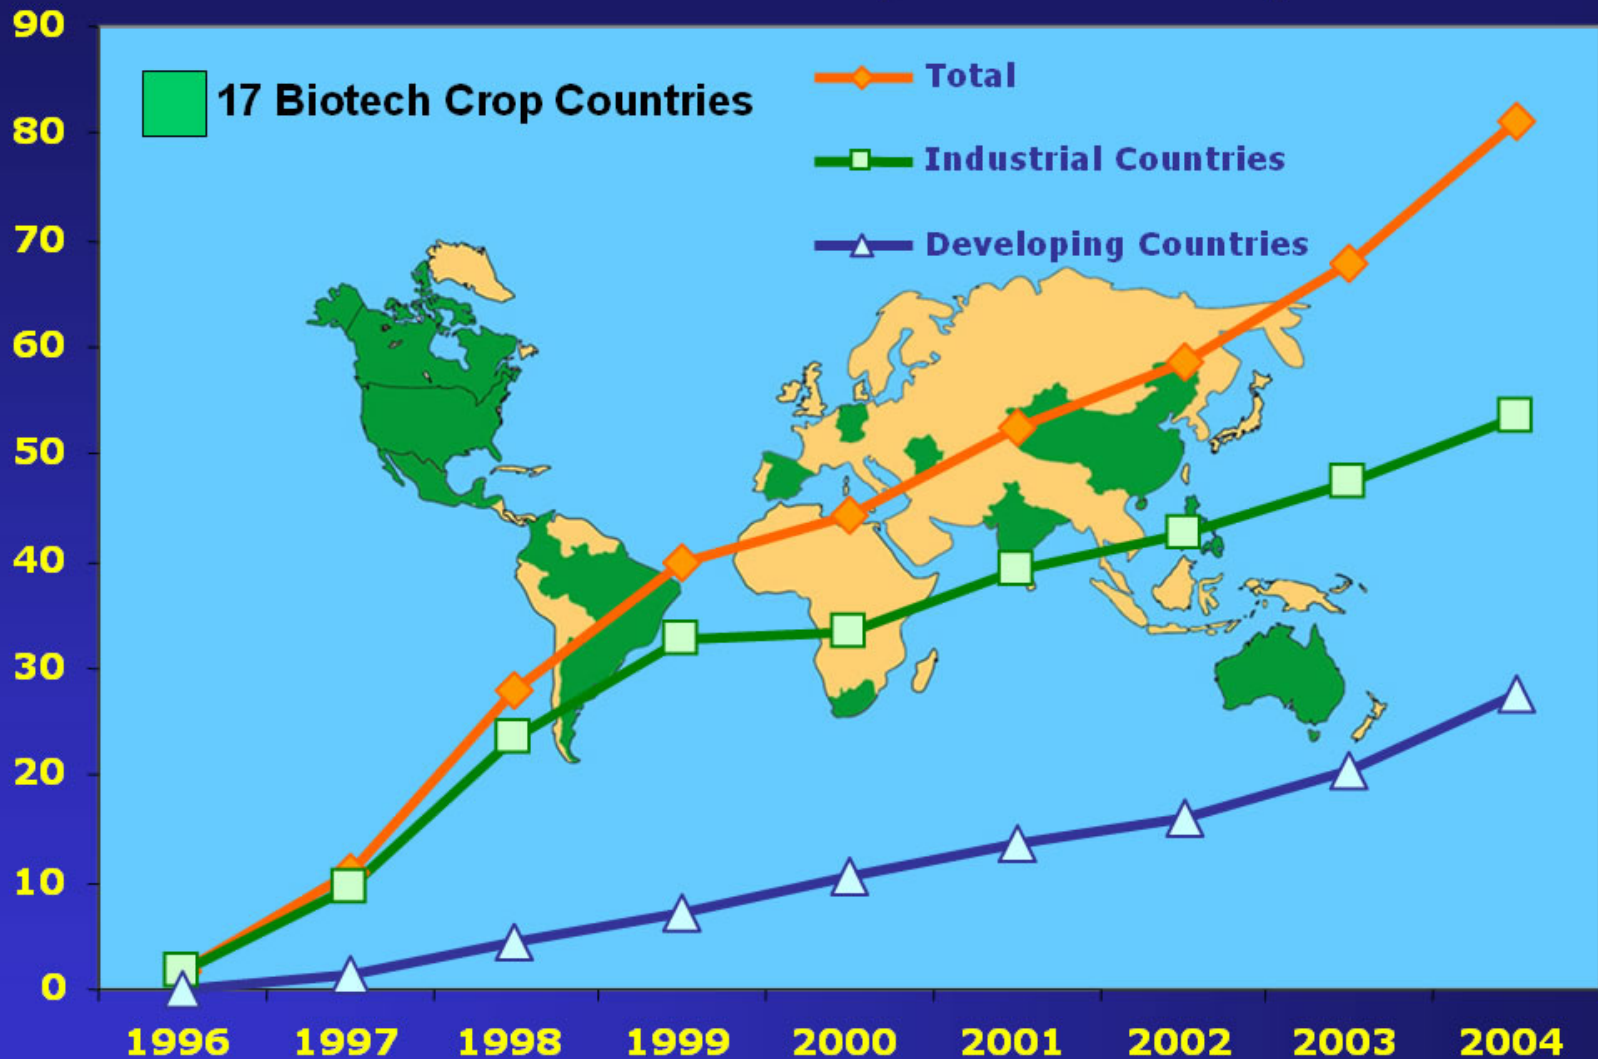 90
80
70
60
50
40
30
20
10
0
17 Biotech Crop Countries
Total
Industrial Countries
Developing Countries
1996 1997 1998 1999 2000 2001 2002 2003 2004